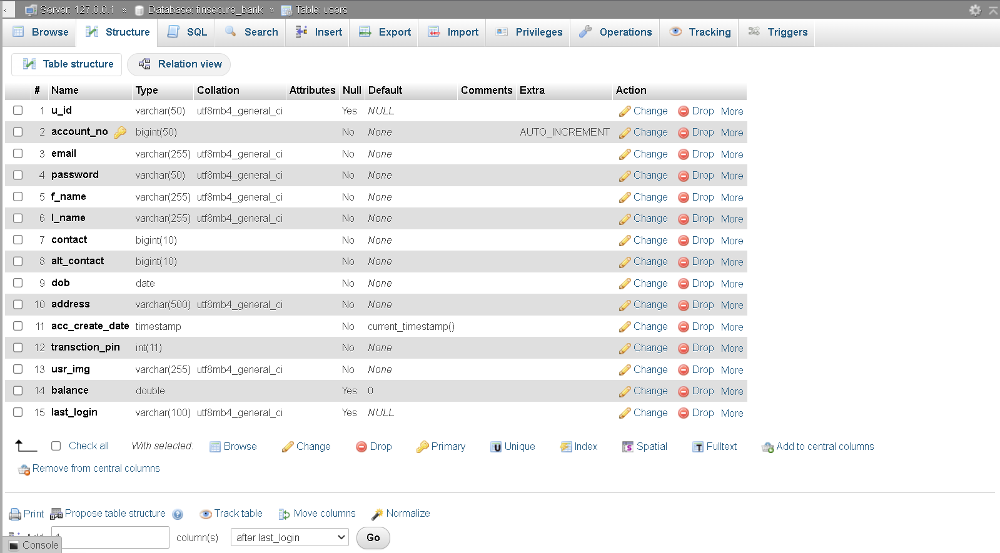 Server: 127.0.0.1 » Database: finsecure_bank » Table: users
Browse Structure SQL Search Insert Export Import Privileges Operations Tracking Triggers
Table structure Relation view
# Name Type Collation Attributes Null Default Comments Extra Action
1 u_id varchar(50) utf8mb4_general_ci Yes NULL Change Drop More
2 account_no bigint(50) No None AUTO_INCREMENT Change Drop More
3 email varchar(255) utf8mb4_general_ci No None Change Drop More
4 password varchar(50) utf8mb4_general_ci No None Change Drop More
5 f_name varchar(255) utf8mb4_general_ci No None Change Drop More
6 l_name varchar(255) utf8mb4_general_ci No None Change Drop More
7 contact bigint(10) No None Change Drop More
8 alt_contact bigint(10) No None Change Drop More
9 dob date No None Change Drop More
10 address varchar(500) utf8mb4_general_ci No None Change Drop More
11 acc_create_date timestamp No current_timestamp() Change Drop More
12 transction_pin int(11) No None Change Drop More
13 usr_img varchar(255) utf8mb4_general_ci No None Change Drop More
14 balance double Yes 0 Change Drop More
15 last_login varchar(100) utf8mb4_general_ci Yes NULL Change Drop More
Check all With selected: Browse Change Drop Primary Unique Index Spatial Fulltext Add to central columns
Remove from central columns
Print Propose table structure Track table Move columns Normalize
Add 1 column(s) after last_login Go
Console